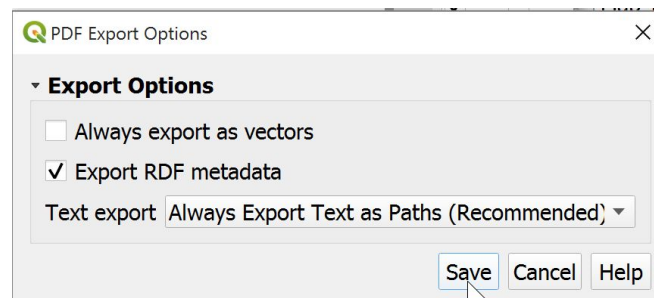 PDF Export Options
Export Options
Always export as vectors
Export RDF metadata
Text export Always Export Text as Paths (Recommended)
Save Cancel Help